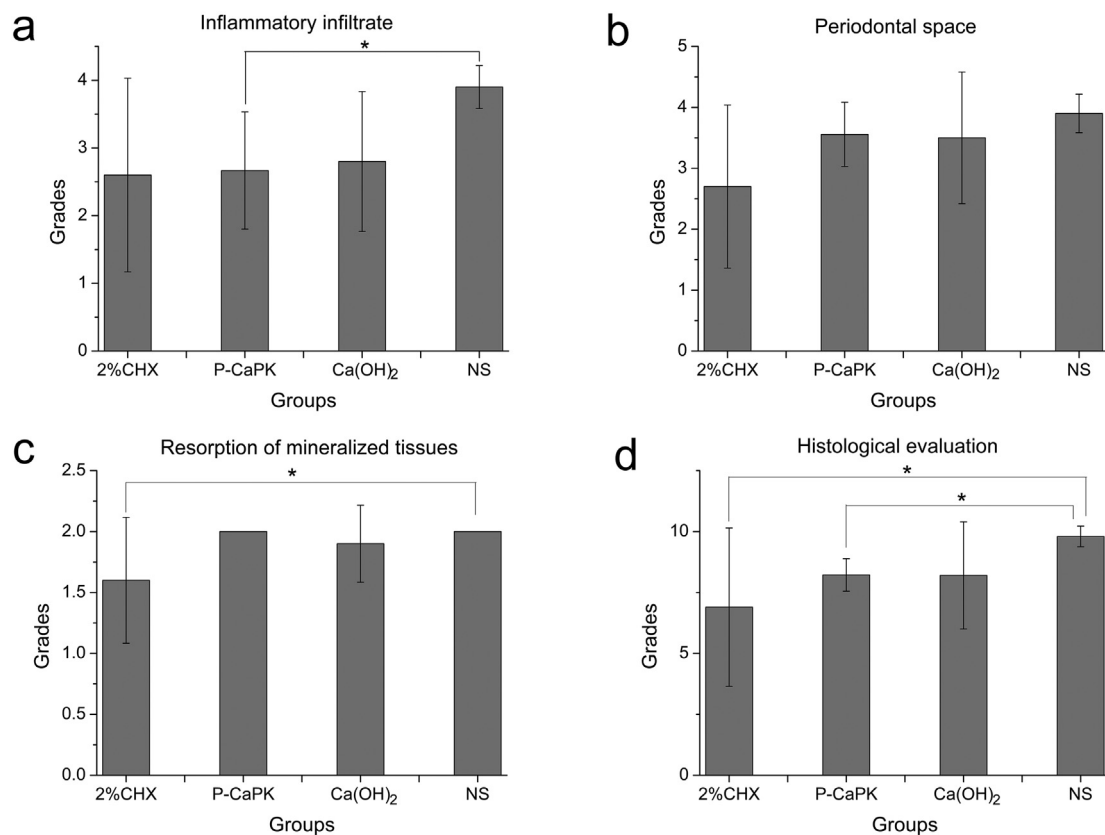 a
Inflammatory infiltrate
*
4
3
2
1
0
Grades
2%CHX P-CaPK Ca(OH)₂ NS
Groups
b
Periodontal space
5
4
3
2
1
0
Grades
2%CHX P-CaPK Ca(OH)₂ NS
Groups
c
Resorption of mineralized tissues
*
2.5
2.0
1.5
1.0
0.5
0.0
Grades
2%CHX P-CaPK Ca(OH)₂ NS
Groups
d
Histological evaluation
*
*
10
5
0
Grades
2%CHX P-CaPK Ca(OH)₂ NS
Groups